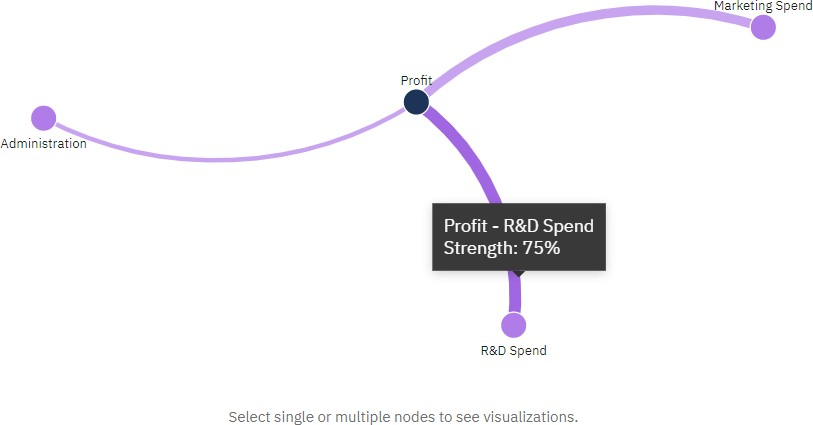 Marketing Spend
Profit
Administration
Profit - R&D Spend
Strength: 75%
R&D Spend
Select single or multiple nodes to see visualizations.